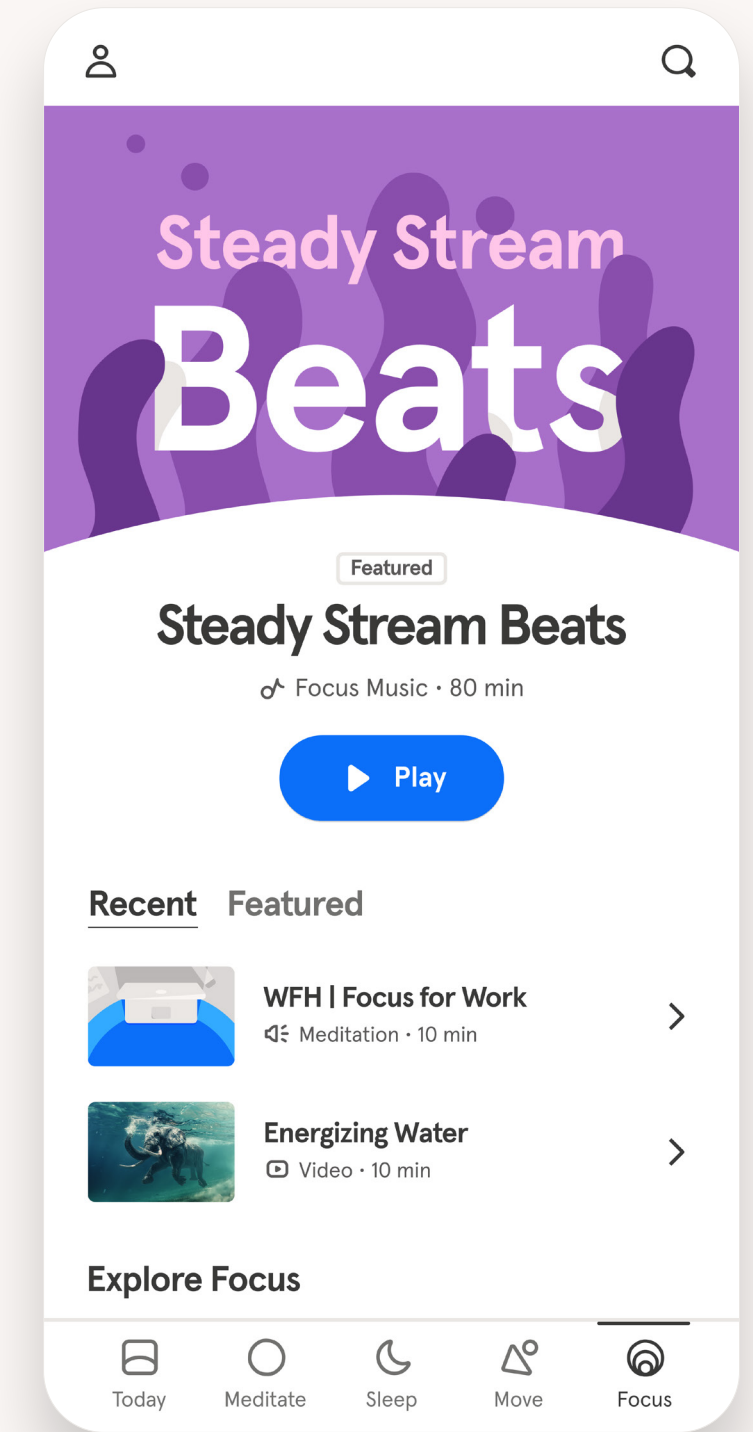 Steady Stream
Beats
Featured
Steady Stream Beats
Focus Music • 80 min
Play
Recent Featured
WFH | Focus for Work
Meditation • 10 min
Energizing Water
Video • 10 min
Explore Focus
Today Meditate Sleep Move Focus